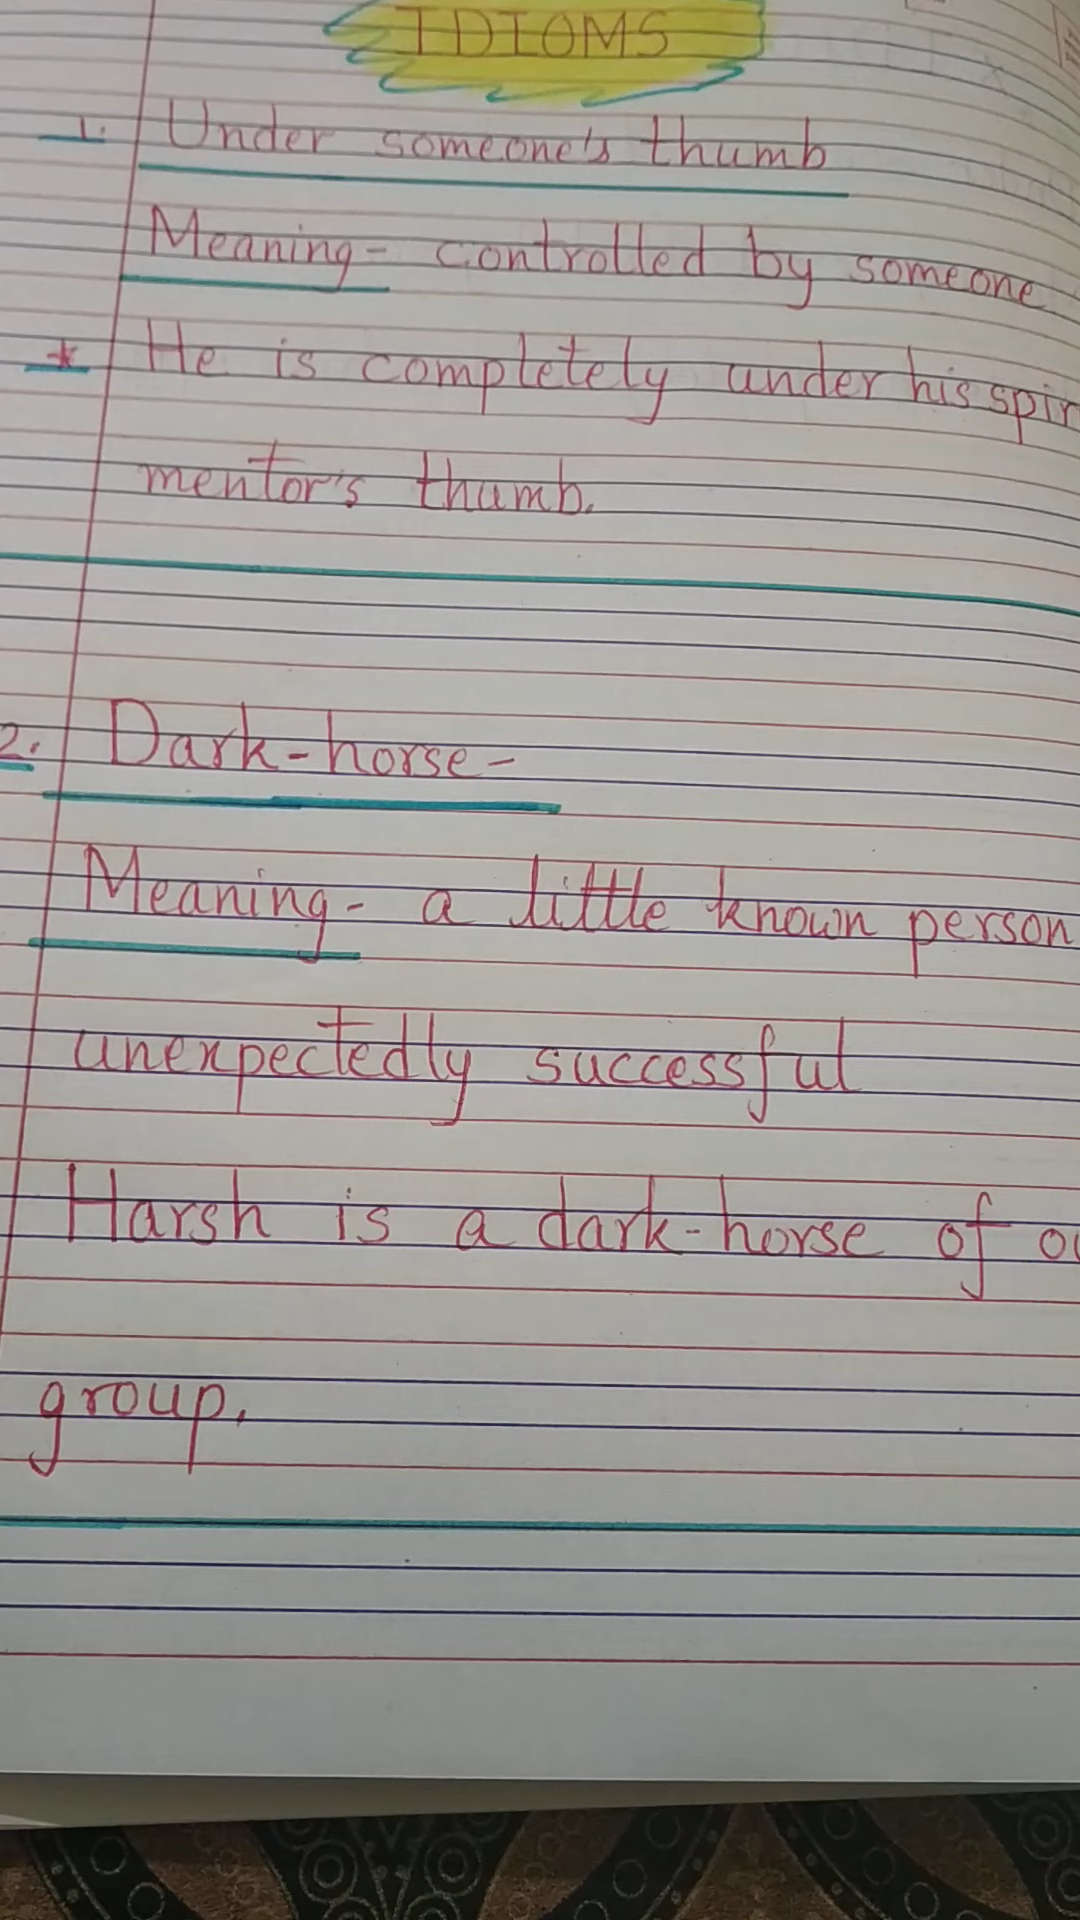 IDIOMS
1. Under someone's thumb
Meaning- controlled by someone
* He is completely under his
mentor's thumb.
2. Dark-horse-
Meaning- a little known person
unexpectedly successful
Harsh is a dark-horse of
group.